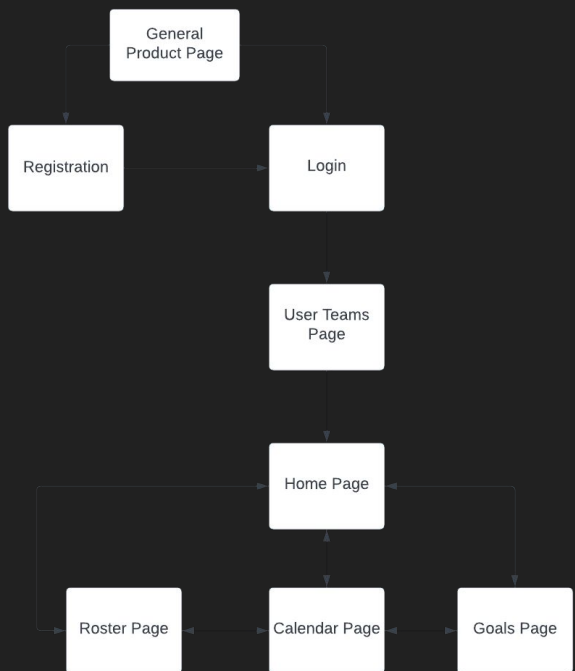 General
Product Page
Registration
Login
User Teams
Page
Home Page
Roster Page
Calendar Page
Goals Page